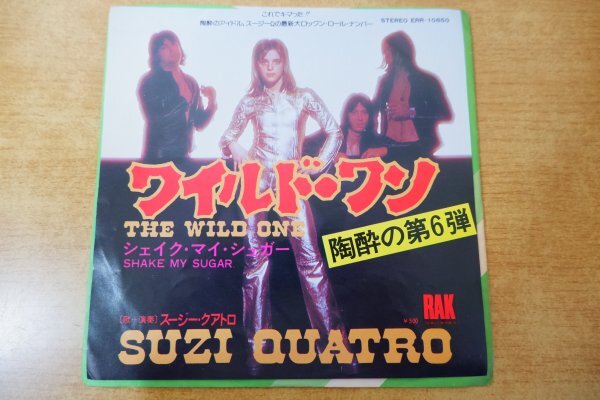 これでキマった!!
陶酔のアイドル、スージーQの最新大ロックン・ロール・ナンバー
STEREO ERR-10650
ワイルド・ワン
THE WILD ONE
シェイク・マイ・シュガー
SHAKE MY SUGAR
陶酔の第6弾
[歌・演奏] スージー・クアトロ
¥500
RAK
SUZI QUATRO